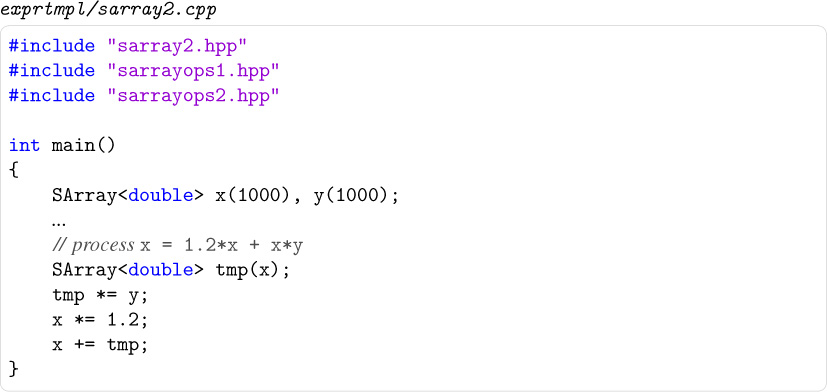 exprtmpl/sarray2.cpp
#include "sarray2.hpp"
#include "sarrayops1.hpp"
#include "sarrayops2.hpp"
int main()
{
SArray<double> x(1000), y(1000);
...
// process x = 1.2*x + x*y
SArray<double> tmp(x);
tmp *= y;
x *= 1.2;
x += tmp;
}